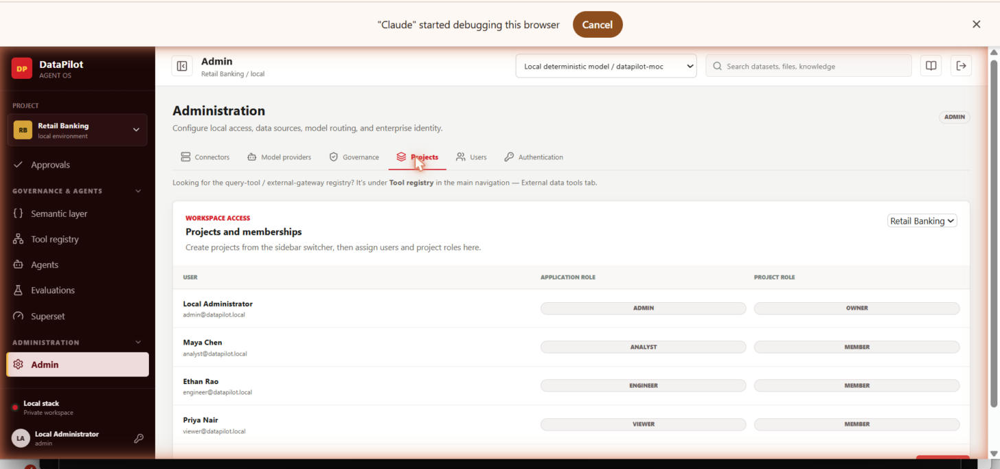 "Claude" started debugging this browser
Cancel
DP
DataPilot
AGENT OS
PROJECT
RB
Retail Banking
local environment
Approvals
GOVERNANCE & AGENTS
Semantic layer
Tool registry
Agents
Evaluations
Superset
ADMINISTRATION
Admin
Local stack
Private workspace
LA
Local Administrator
admin
Admin
Retail Banking / local
Local deterministic model / datapilot-moc
Search datasets, files, knowledge
Administration
Configure local access, data sources, model routing, and enterprise identity.
ADMIN
Connectors
Model providers
Governance
Projects
Users
Authentication
Looking for the query-tool / external-gateway registry? It's under Tool registry in the main navigation — External data tools tab.
WORKSPACE ACCESS
Projects and memberships
Create projects from the sidebar switcher, then assign users and project roles here.
Retail Banking
USER APPLICATION ROLE PROJECT ROLE
Local Administrator
admin@datapilot.local
ADMIN OWNER
Maya Chen
analyst@datapilot.local
ANALYST MEMBER
Ethan Rao
engineer@datapilot.local
ENGINEER MEMBER
Priya Nair
viewer@datapilot.local
VIEWER MEMBER